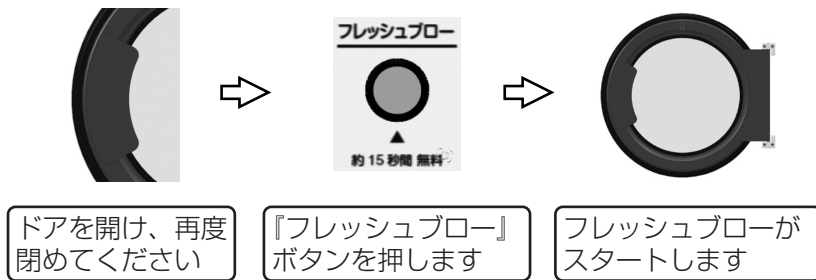 フレッシュブロー
▲
約15秒間 無料
ドアを開け、再度
閉めてください
『フレッシュブロー』
ボタンを押します
フレッシュブローが
スタートします